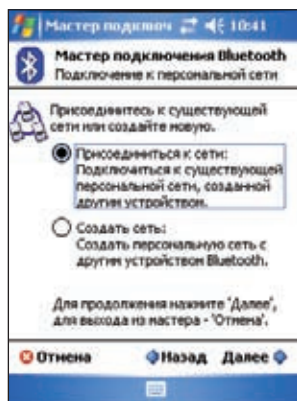 Мастер подключ 10:41
Мастер подключения Bluetooth
Подключение к персональной сети
Присоединитесь к существующей
сети или создайте новую.
Присоединиться к сети:
Подключиться к существующей
персональной сети, созданной
другим устройством.
Создать сеть:
Создать персональную сеть с
другим устройством Bluetooth.
Для продолжения нажмите 'Далее',
для выхода из мастера - 'Отмена'.
Отмена Назад Далее